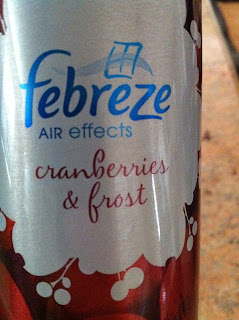 febreze
AIR effects
cranberries
& frost